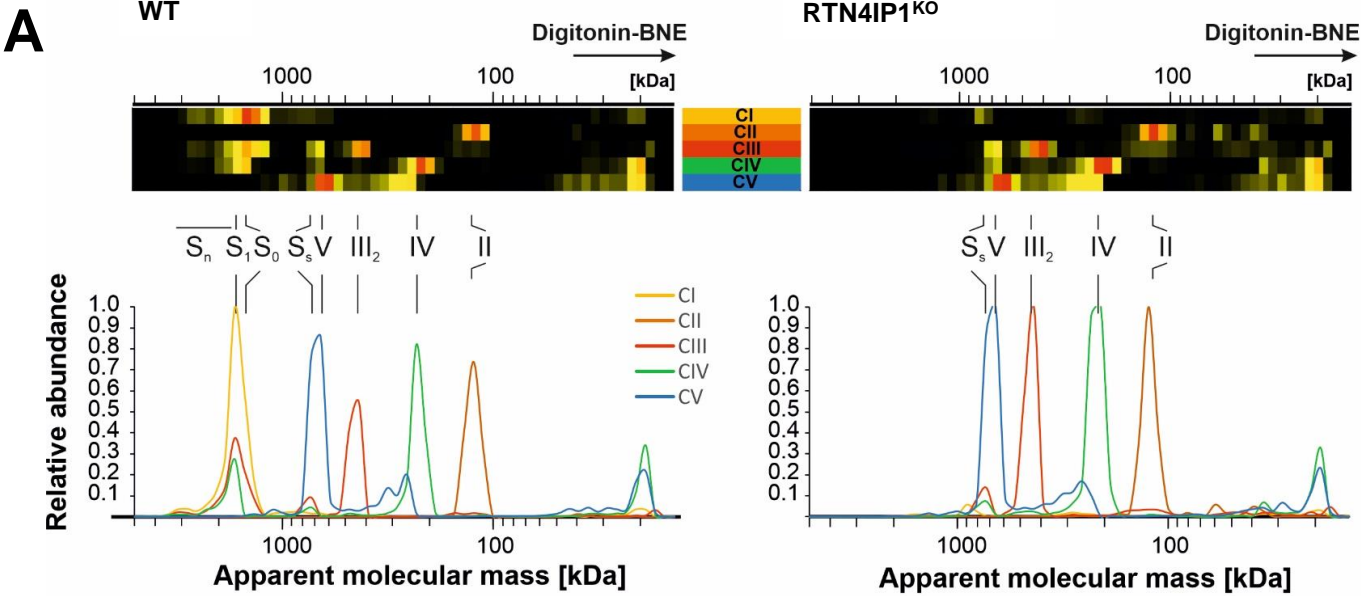 A
WT
RTN4IP1KO
Digitonin-BNE
Digitonin-BNE
1000
100
[kDa]
1000
100
[kDa]
CI
CII
CIII
CIV
CV
Sn S1 S0 Ss V III2 IV II
Ss V III2 IV II
Relative abundance
1.0
0.9
0.8
0.7
0.6
0.5
0.4
0.3
0.2
0.1
CI
CII
CIII
CIV
CV
1.0
0.9
0.8
0.7
0.6
0.5
0.4
0.3
0.2
0.1
1000
100
1000
100
Apparent molecular mass [kDa]
Apparent molecular mass [kDa]